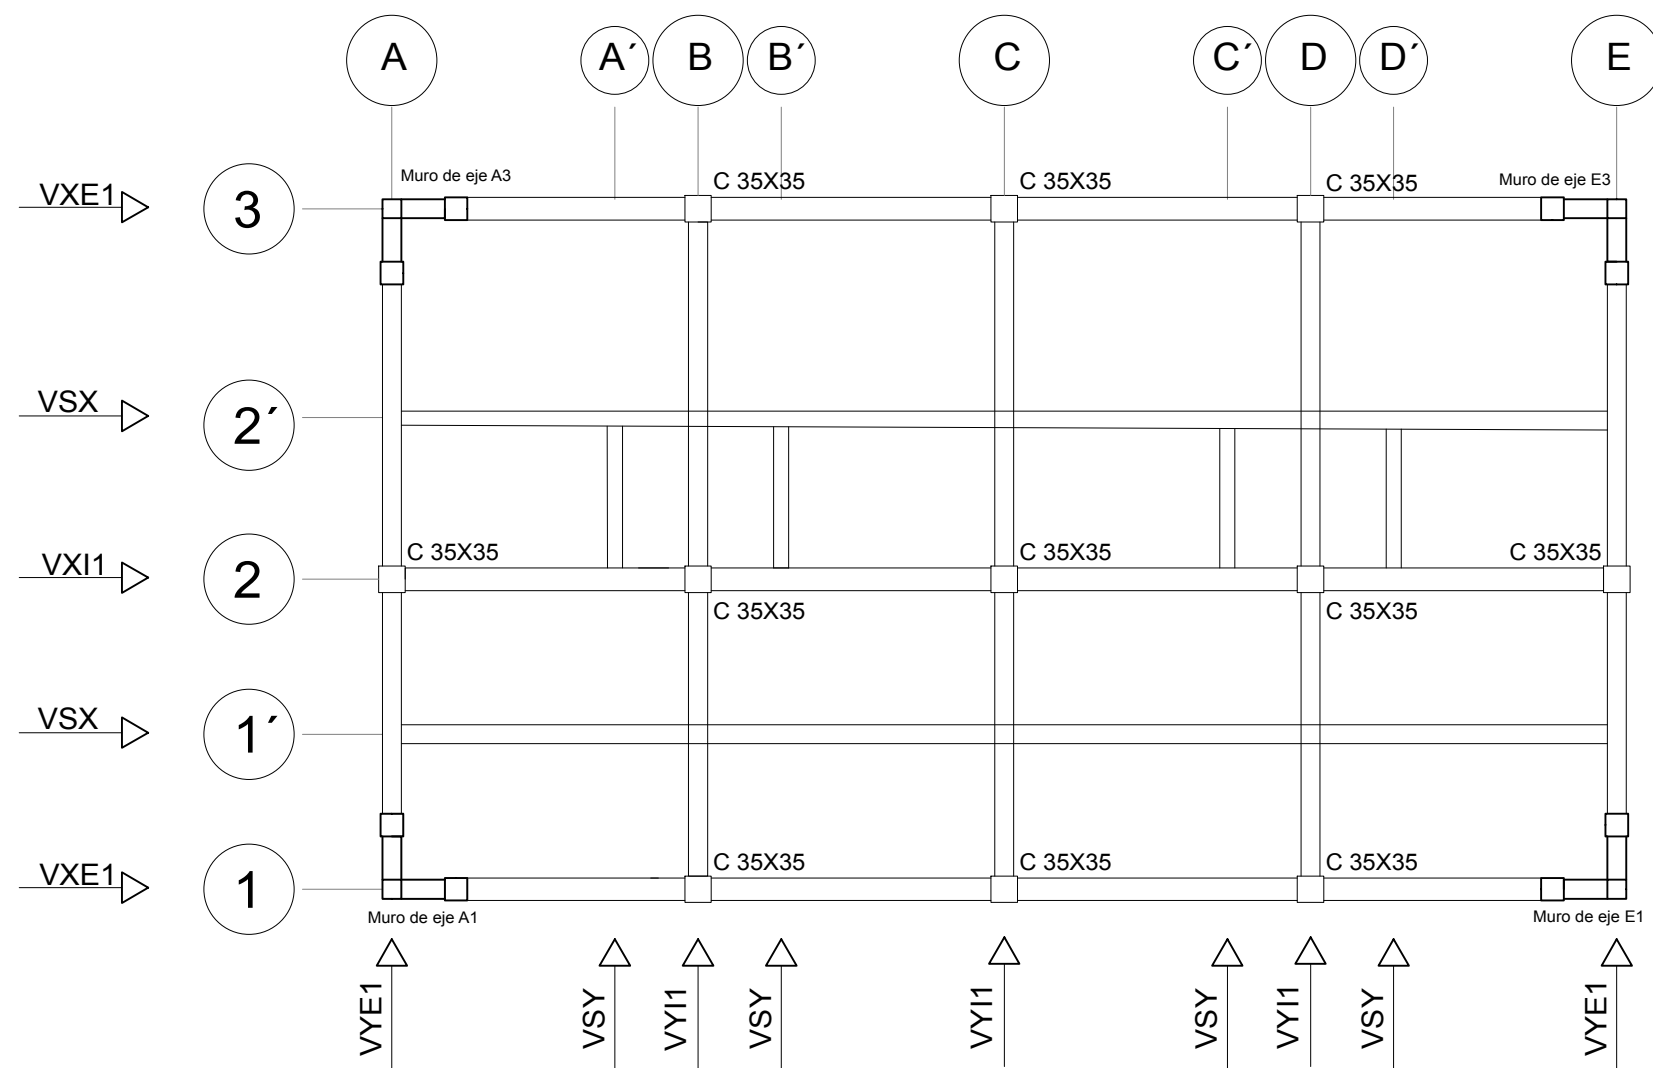 A A´ B B´ C C´ D D´ E
Muro de eje A3
C 35X35 C 35X35 C 35X35
Muro de eje E3
VXE1 3
VSX 2´
VXI1 2
C 35X35 C 35X35 C 35X35
C 35X35 C 35X35
VSX 1´
VXE1 1
C 35X35 C 35X35 C 35X35
Muro de eje A1
Muro de eje E1
VYE1
VSY
VYI1
VSY
VYI1
VSY
VYI1
VSY
VYE1